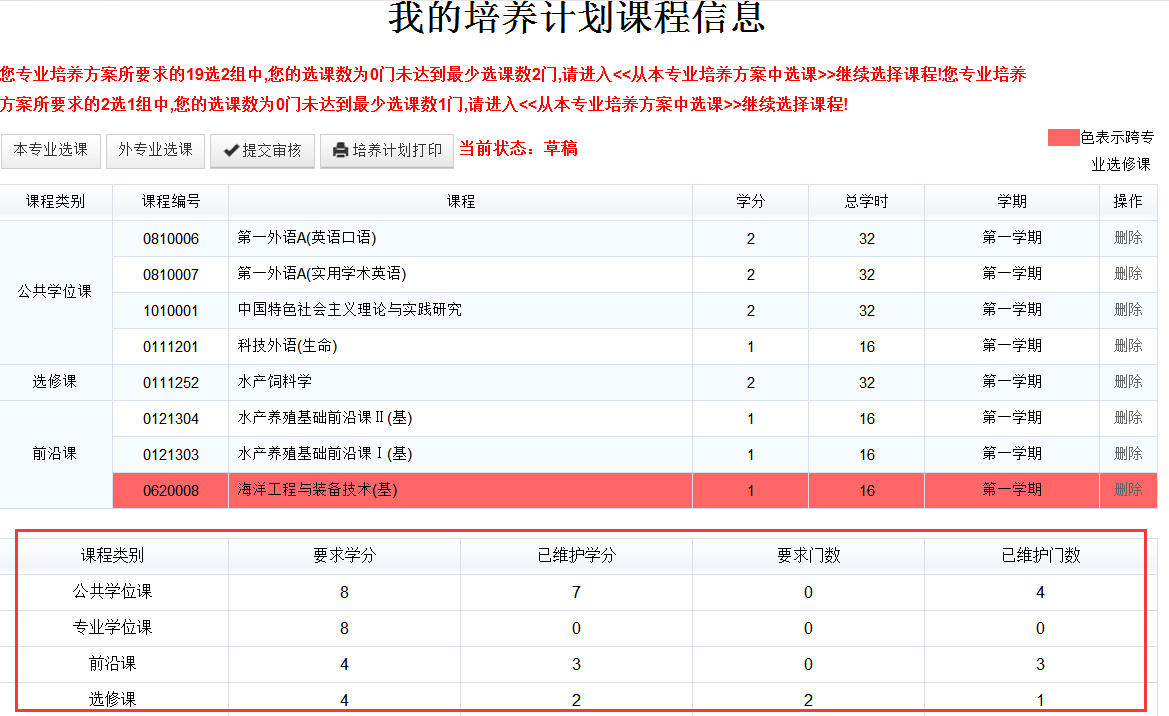 我的培养计划课程信息
您专业培养方案所要求的19选2组中,您的选课数为0门未达到最少选课数2门,请进入<<从本专业培养方案中选课>>继续选择课程!您专业培养
方案所要求的2选1组中,您的选课数为0门未达到最少选课数1门,请进入<<从本专业培养方案中选课>>继续选择课程!
本专业选课 外专业选课 提交审核 培养计划打印 当前状态：草稿
色表示跨专
业选修课
课程类别 课程编号 课程 学分 总学时 学期 操作
公共学位课
0810006 第一外语A(英语口语) 2 32 第一学期 删除
0810007 第一外语A(实用学术英语) 2 32 第一学期 删除
1010001 中国特色社会主义理论与实践研究 2 32 第一学期 删除
0111201 科技外语(生命) 1 16 第一学期 删除
选修课 0111252 水产饲料学 2 32 第一学期 删除
前沿课
0121304 水产养殖基础前沿课Ⅱ(基) 1 16 第一学期 删除
0121303 水产养殖基础前沿课Ⅰ(基) 1 16 第一学期 删除
0620008 海洋工程与装备技术(基) 1 16 第一学期 删除
课程类别 要求学分 已维护学分 要求门数 已维护门数
公共学位课 8 7 0 4
专业学位课 8 0 0 0
前沿课 4 3 0 3
选修课 4 2 2 1